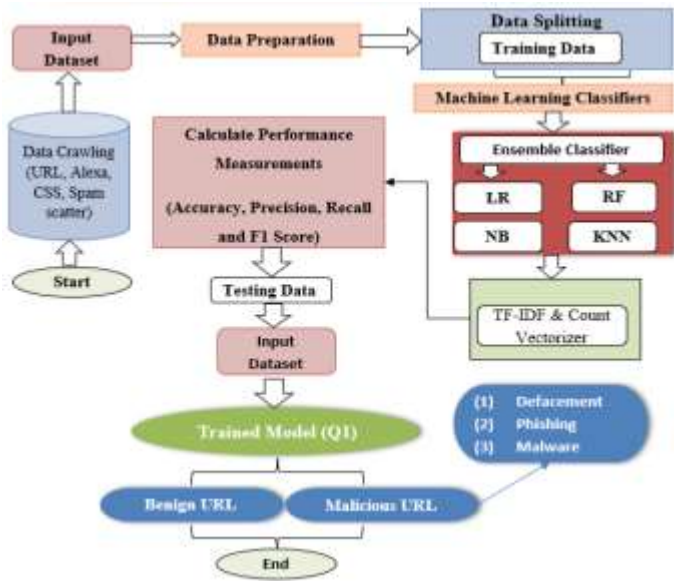 Input
Dataset
Data Preparation
Data Splitting
Training Data
Machine Learning Classifiers
Ensemble Classifier
LR
RF
NB
KNN
TF-IDF & Count
Vectorizer
Data Crawling
(URL, Alexa,
CSS, Spam
scatter)
Start
Calculate Performance
Measurements
(Accuracy, Precision, Recall
and F1 Score)
Testing Data
Input
Dataset
Trained Model (Q1)
(1) Defacement
(2) Phishing
(3) Malware
Benign URL
Malicious URL
End